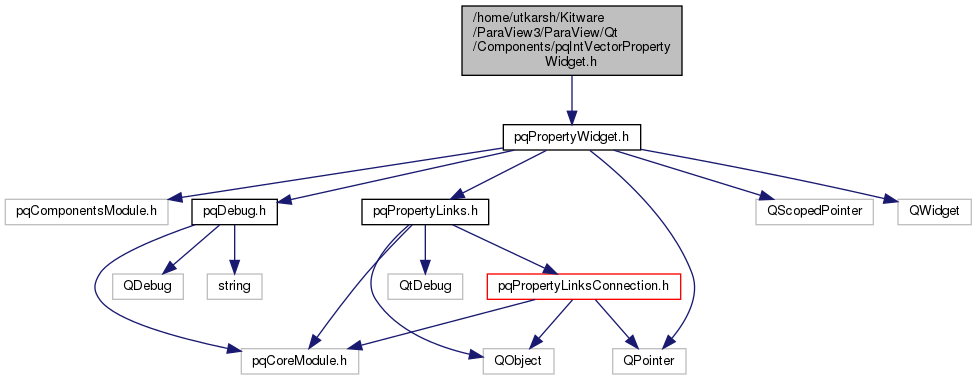 /home/utkarsh/Kitware
/ParaView3/ParaView/Qt
/Components/pqIntVectorProperty
Widget.h
pqPropertyWidget.h
pqComponentsModule.h
pqDebug.h
pqPropertyLinks.h
QScopedPointer
QWidget
QDebug
string
QtDebug
pqPropertyLinksConnection.h
pqCoreModule.h
QObject
QPointer